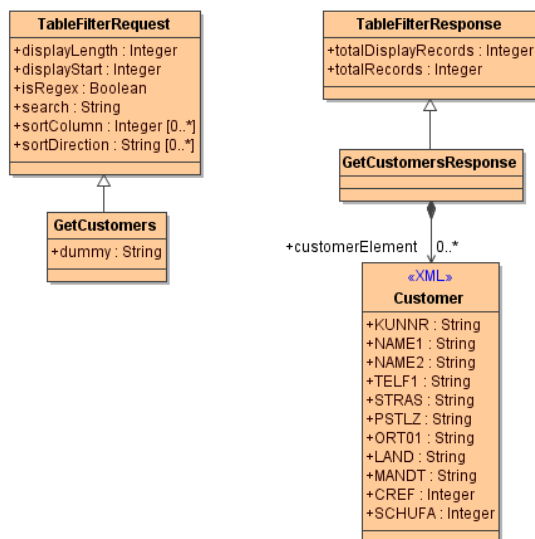 TableFilterRequest
+displayLength : Integer
+displayStart : Integer
+isRegex : Boolean
+search : String
+sortColumn : Integer [0..*]
+sortDirection : String [0..*]
GetCustomers
+dummy : String
TableFilterResponse
+totalDisplayRecords : Integer
+totalRecords : Integer
GetCustomersResponse
+customerElement 0..*
«XML»
Customer
+KUNNR : String
+NAME1 : String
+NAME2 : String
+TELF1 : String
+STRAS : String
+PSTLZ : String
+ORT01 : String
+LAND : String
+MANDT : String
+CREF : Integer
+SCHUFA : Integer